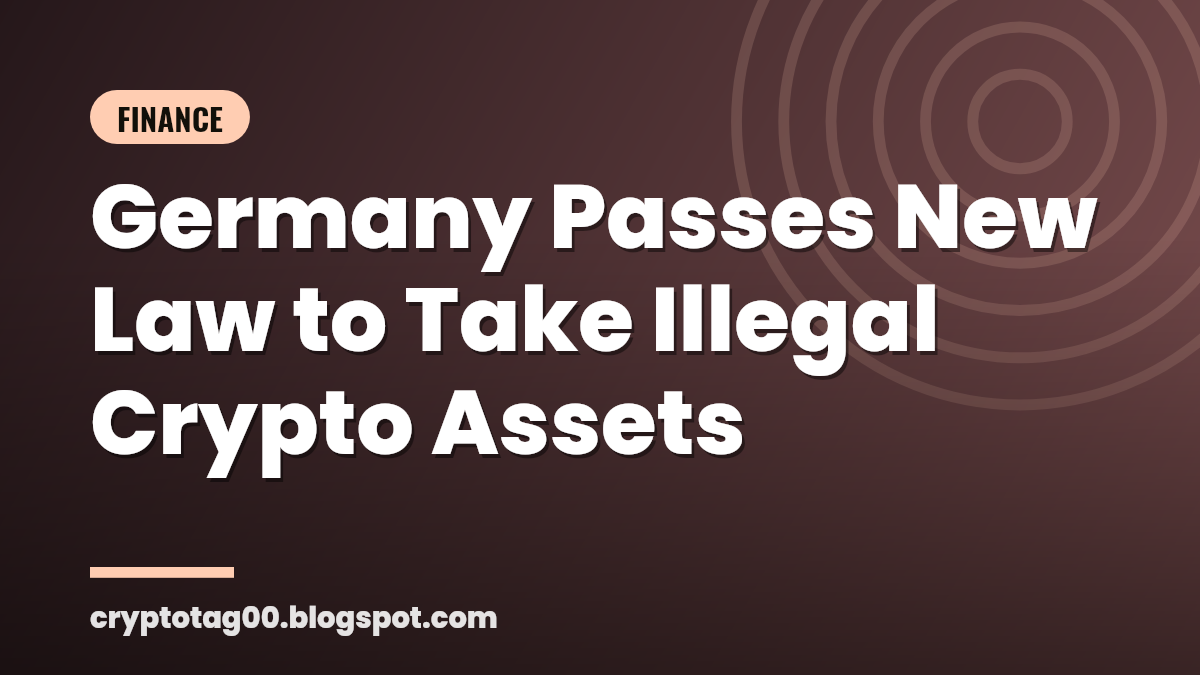 FINANCE
Germany Passes New
Law to Take Illegal
Crypto Assets
cryptotag00.blogspot.com